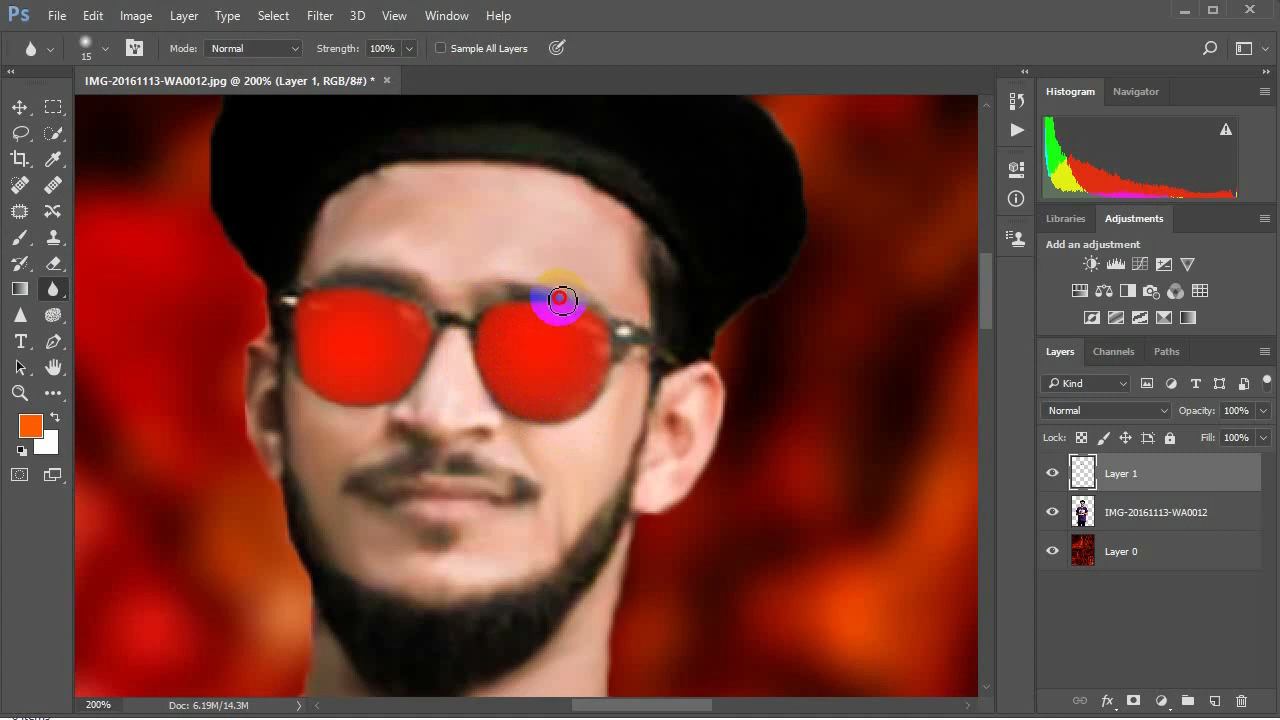 Ps File Edit Image Layer Type Select Filter 3D View Window Help
15 Mode: Normal Strength: 100% Sample All Layers
IMG-20161113-WA0012.jpg @ 200% (Layer 1, RGB/8#) *
Histogram Navigator
Libraries Adjustments
Add an adjustment
Layers Channels Paths
Kind
Normal Opacity: 100%
Lock: Fill: 100%
Layer 1
IMG-20161113-WA0012
Layer 0
200% Doc: 6.19M/14.3M